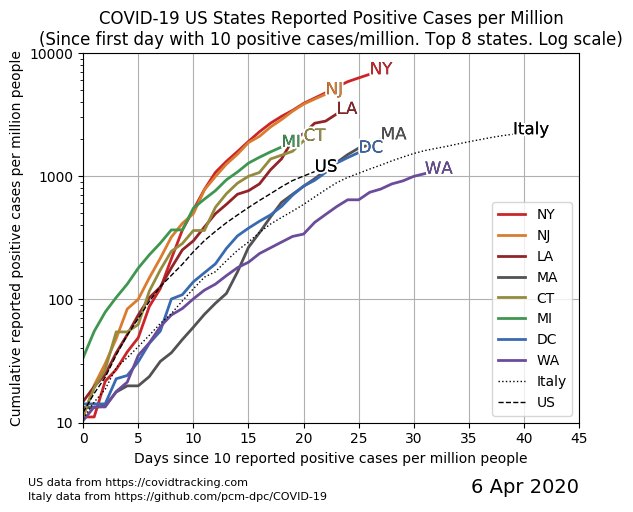 COVID-19 US States Reported Positive Cases per Million
(Since first day with 10 positive cases/million. Top 8 states. Log scale)
Cumulative reported positive cases per million people
10000
1000
100
10
NY
NJ
LA
MA
CT
MI
DC
US
Italy
WA
NY
NJ
LA
MA
CT
MI
DC
WA
Italy
US
0 5 10 15 20 25 30 35 40 45
Days since 10 reported positive cases per million people
US data from https://covidtracking.com
Italy data from https://github.com/pcm-dpc/COVID-19
6 Apr 2020